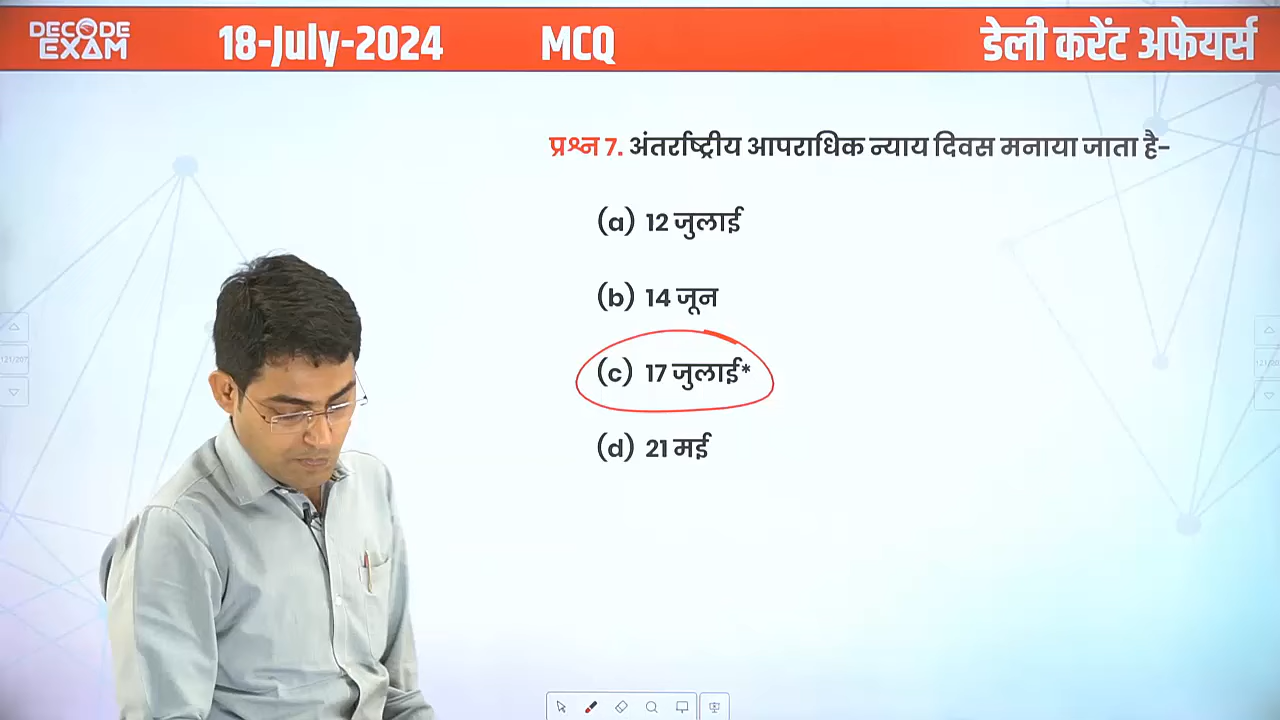 DECODE EXAM
18-July-2024
MCQ
डेली करेंट अफेयर्स
प्रश्न 7. अंतर्राष्ट्रीय आपराधिक न्याय दिवस मनाया जाता है-
(a) 12 जुलाई
(b) 14 जून
(c) 17 जुलाई*
(d) 21 मई